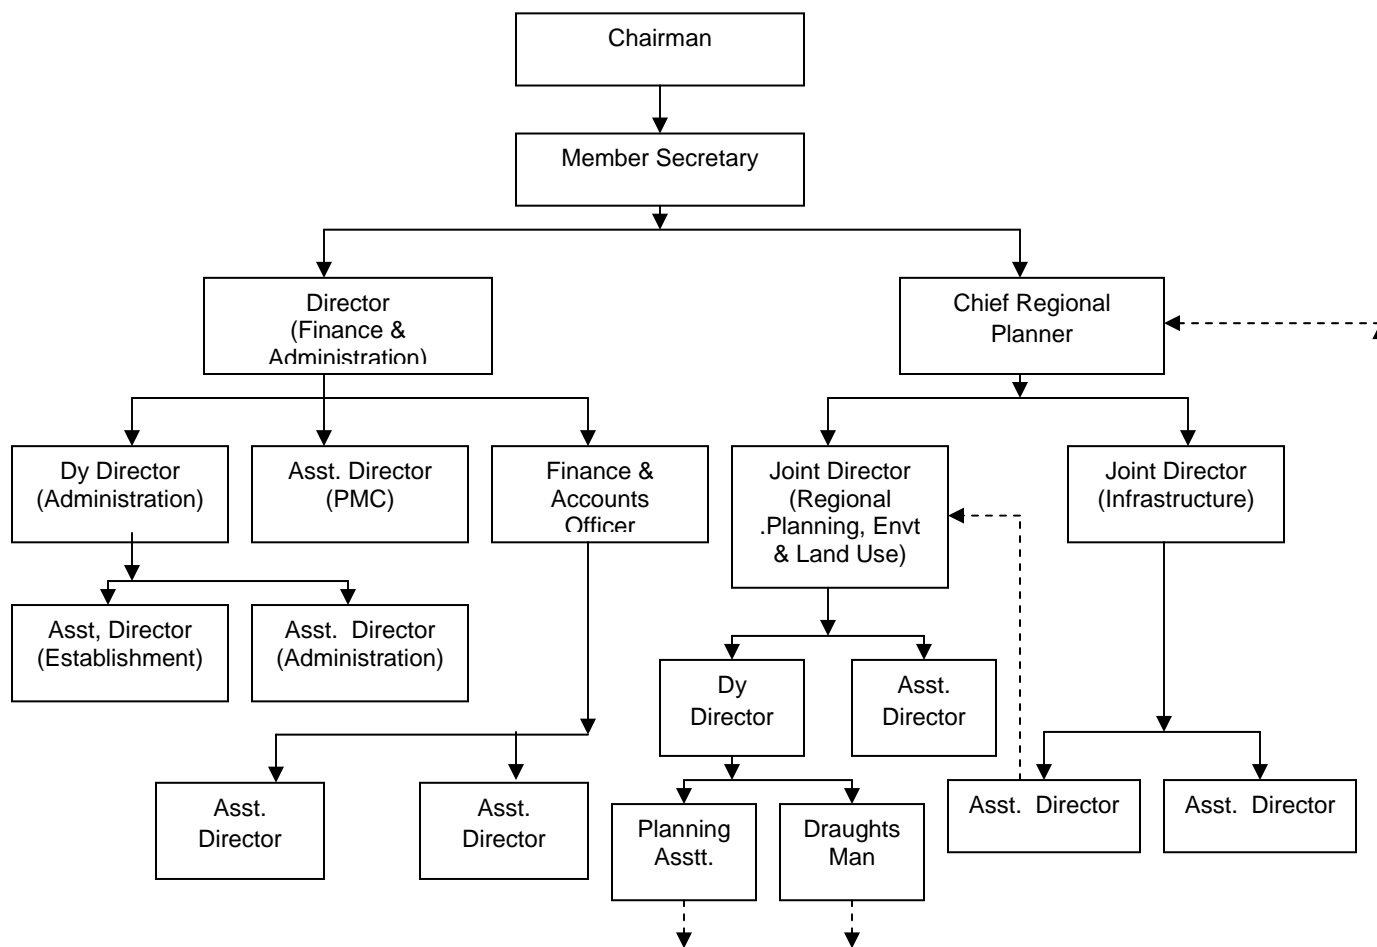 Chairman
Member Secretary
Director
(Finance &
Administration)
Chief Regional
Planner
Dy Director
(Administration)
Asst. Director
(PMC)
Finance &
Accounts
Officer
Joint Director
(Regional
.Planning, Envt
& Land Use)
Joint Director
(Infrastructure)
Asst, Director
(Establishment)
Asst.  Director
(Administration)
Dy
Director
Asst.
Director
Asst.
Director
Asst.
Director
Planning
Asstt.
Draughts
Man
Asst.  Director
Asst.  Director